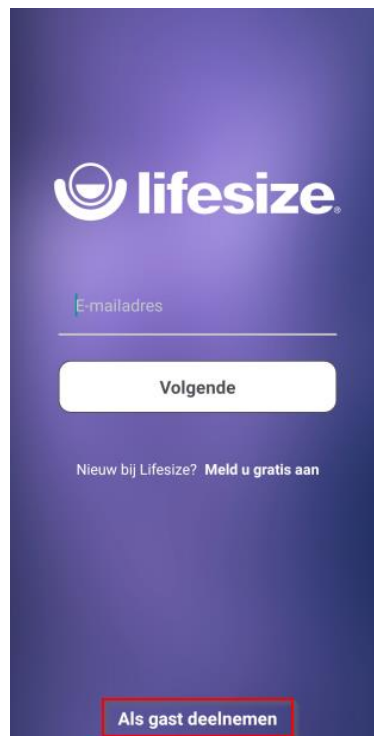 lifesize®
E-mailadres
Volgende
Nieuw bij Lifesize? Meld u gratis aan
Als gast deelnemen